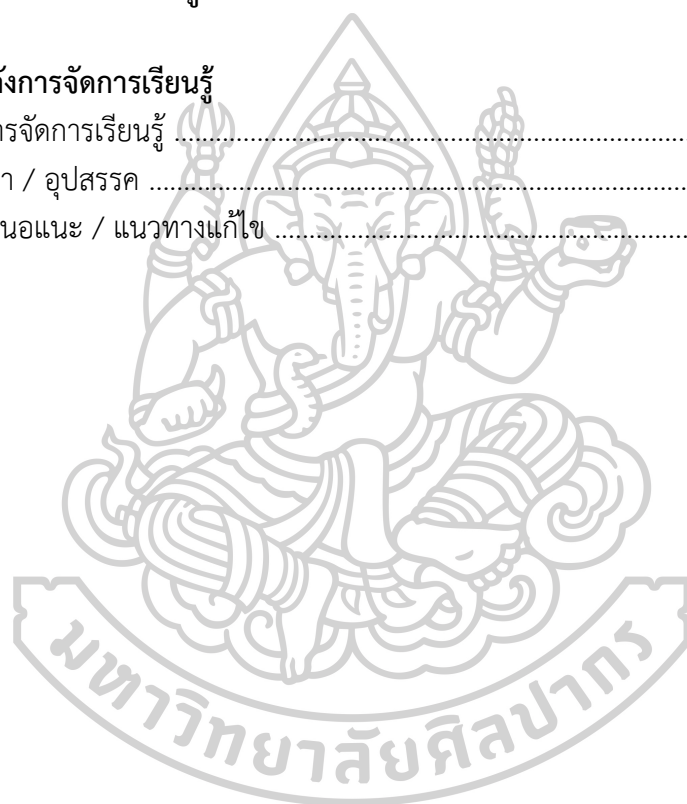 ังการจัดการเรียนรู้
ารจัดการเรียนรู้ ...........................................................................
า / อุปสรรค ...............................................................................
นอแนะ / แนวทางแก้ไข .............................................................
มหาวิทยาลัยศิลปากร